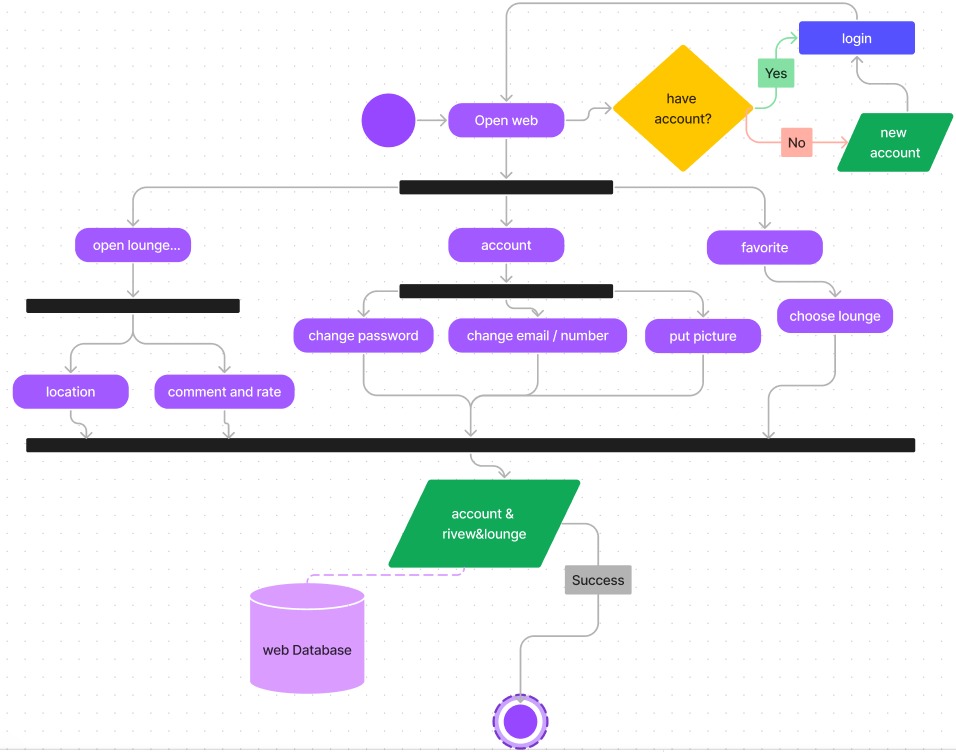 login
Yes
have
account?
Open web
new
account
No
open lounge...
account
favorite
choose lounge
change password
change email / number
put picture
location
comment and rate
account &
rivew&lounge
Success
web Database